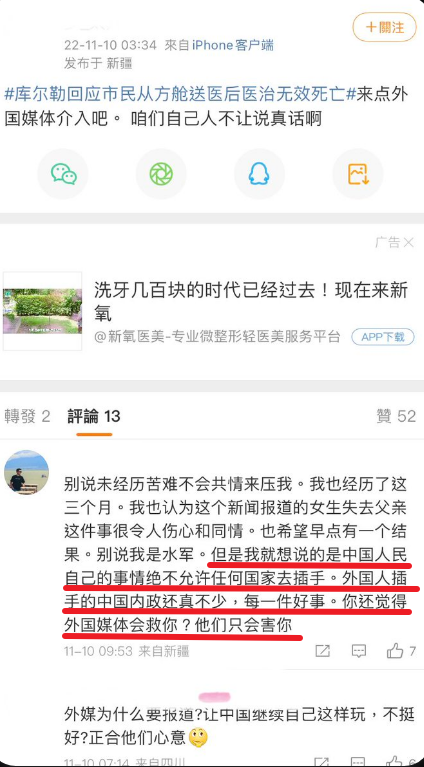 22-11-10 03:34 來自iPhone客戶端
发布于 新疆
+關注
#库尔勒回应市民从方舱送医后医治无效死亡#来点外
国媒体介入吧。咱们自己人不让说真话啊
广告
洗牙几百块的时代已经过去！现在来新
氧
@新氧医美-专业微整形轻医美服务平台
APP下载
轉發 2 評論 13 贊 52
别说未经历苦难不会共情来压我。我也经历了这
三个月。我也认为这个新闻报道的女生失去父亲
这件事很令人伤心和同情。也希望早点有一个结
果。别说我是水军。但是我就想说的是中国人民
自己的事情绝不允许任何国家去插手。外国人插
手的中国内政还真不少，每一件好事。你还觉得
外国媒体会救你？他们只会害你
11-10 09:53 来自新疆 7
外媒为什么要报道?让中国继续自己这样玩，不挺
好?正合他们心意
11-10 07:14 来自四川 6